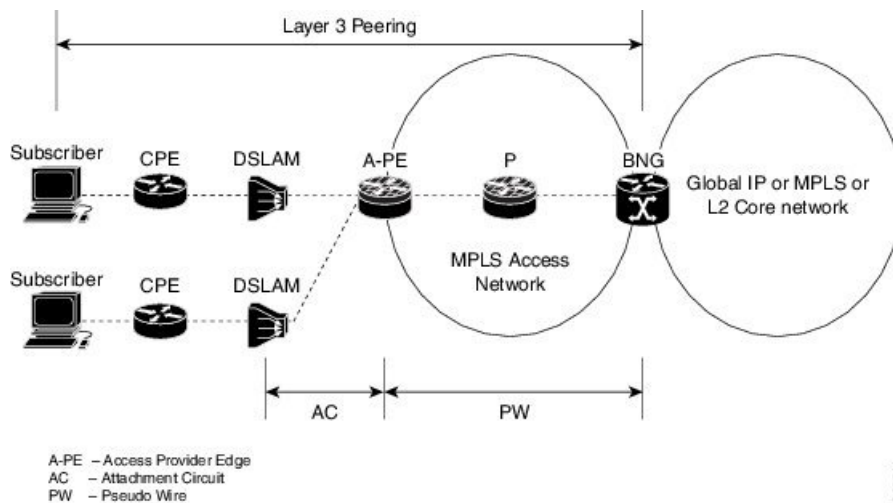 Layer 3 Peering
Subscriber
CPE
DSLAM
A-PE
P
BNG
Global IP or MPLS or
L2 Core network
MPLS Access
Network
Subscriber
CPE
DSLAM
AC
PW
A-PE – Access Provider Edge
AC – Attachment Circuit
PW – Pseudo Wire